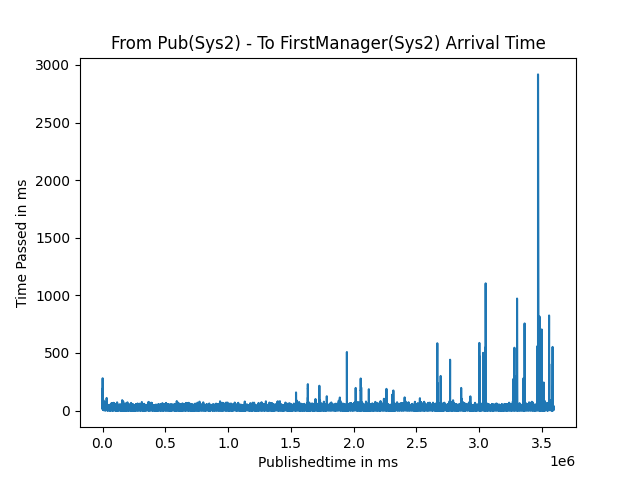 From Pub(Sys2) - To FirstManager(Sys2) Arrival Time
Time Passed in ms
3000
2500
2000
1500
1000
500
0
0.0 0.5 1.0 1.5 2.0 2.5 3.0 3.5
1e6
Publishedtime in ms